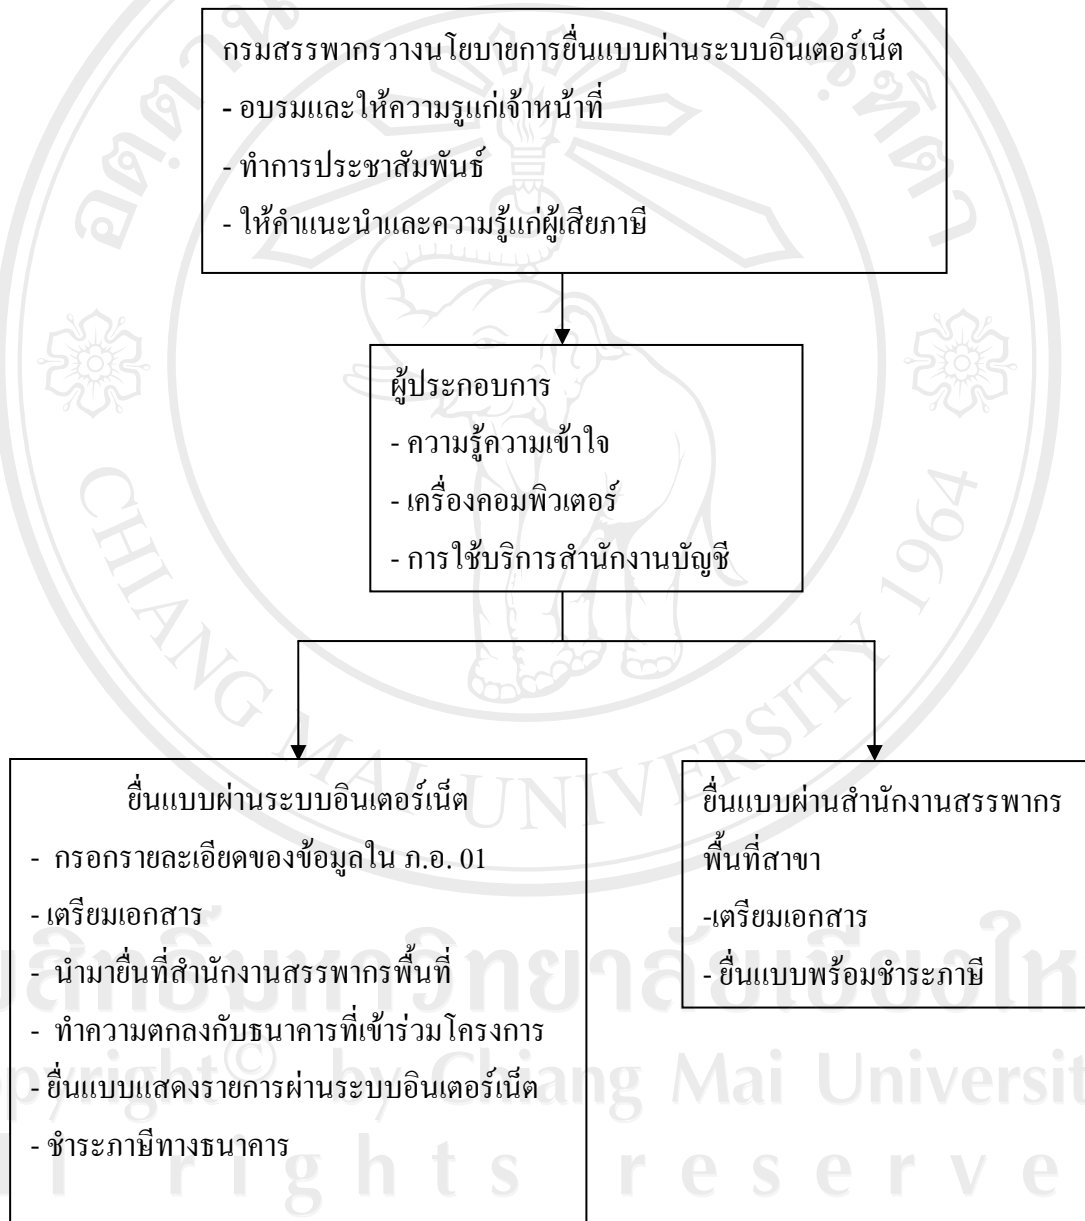 กรมสรรพากรวางนโยบายการยื่นแบบผ่านระบบอินเตอร์เน็ต
- อบรมและให้ความรูแก่เจ้าหน้าที่
- ทำการประชาสัมพันธ์
- ให้คำแนะนำและความรู้แก่ผู้เสียภาษี
ผู้ประกอบการ
- ความรู้ความเข้าใจ
- เครื่องคอมพิวเตอร์
- การใช้บริการสำนักงานบัญชี
ยื่นแบบผ่านระบบอินเตอร์เน็ต
- กรอกรายละเอียดของข้อมูลใน ภ.อ. 01
- เตรียมเอกสาร
- นำมายื่นที่สำนักงานสรรพากรพื้นที่
- ทำความตกลงกับธนาคารที่เข้าร่วมโครงการ
- ยื่นแบบแสดงรายการผ่านระบบอินเตอร์เน็ต
- ชำระภาษีทางธนาคาร
ยื่นแบบผ่านสำนักงานสรรพากร
พื้นที่สาขา
-เตรียมเอกสาร
- ยื่นแบบพร้อมชำระภาษี
CHIANG MAI UNIVERSITY 1964
by Chiang Mai
rights